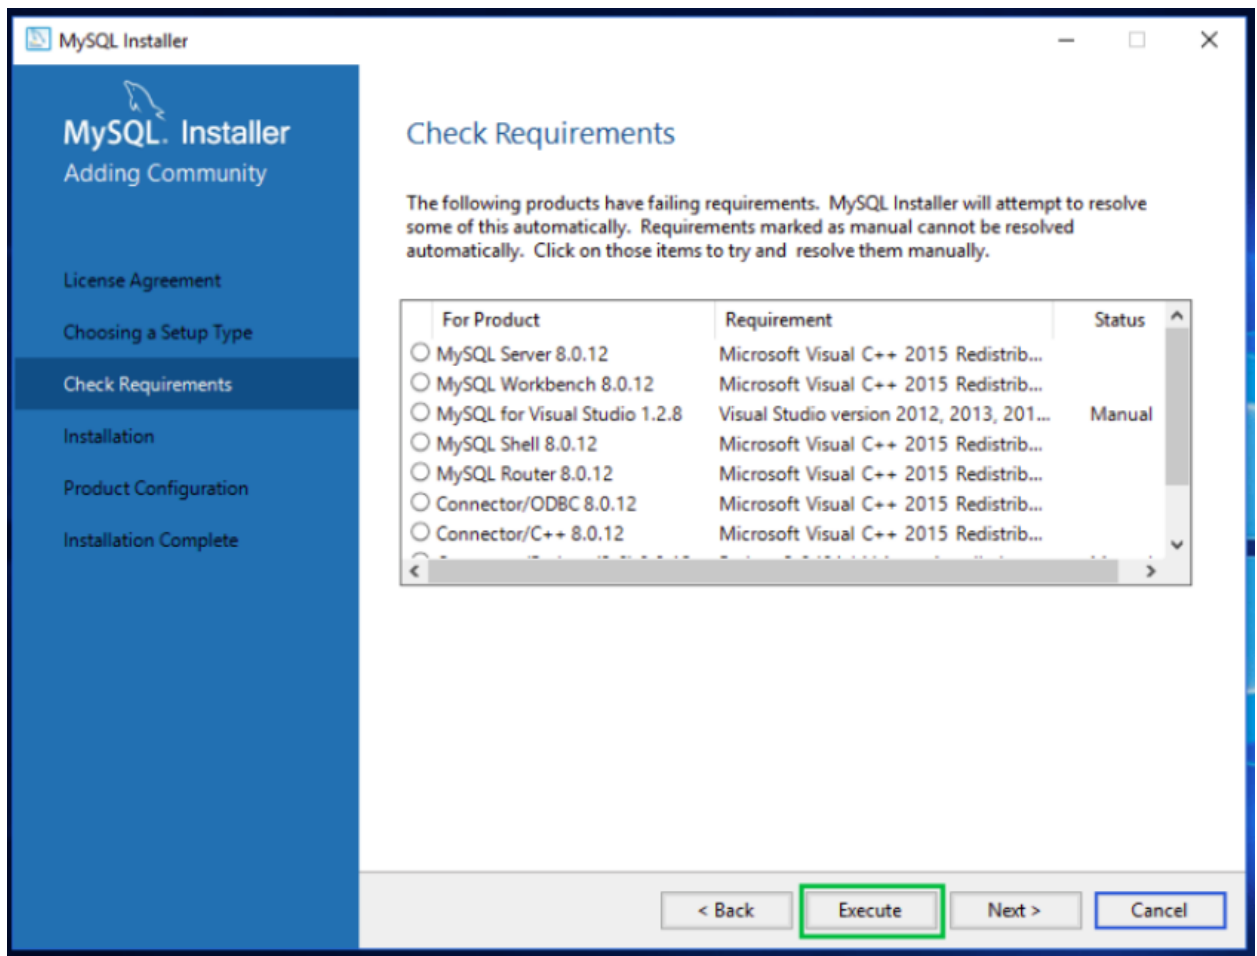 MySQL Installer
MySQL. Installer
Adding Community
License Agreement
Choosing a Setup Type
Check Requirements
Installation
Product Configuration
Installation Complete
Check Requirements
The following products have failing requirements. MySQL Installer will attempt to resolve
some of this automatically. Requirements marked as manual cannot be resolved
automatically. Click on those items to try and resolve them manually.
For Product Requirement Status
MySQL Server 8.0.12 Microsoft Visual C++ 2015 Redistrib...
MySQL Workbench 8.0.12 Microsoft Visual C++ 2015 Redistrib...
MySQL for Visual Studio 1.2.8 Visual Studio version 2012, 2013, 201... Manual
MySQL Shell 8.0.12 Microsoft Visual C++ 2015 Redistrib...
MySQL Router 8.0.12 Microsoft Visual C++ 2015 Redistrib...
Connector/ODBC 8.0.12 Microsoft Visual C++ 2015 Redistrib...
Connector/C++ 8.0.12 Microsoft Visual C++ 2015 Redistrib...
< Back Execute Next > Cancel